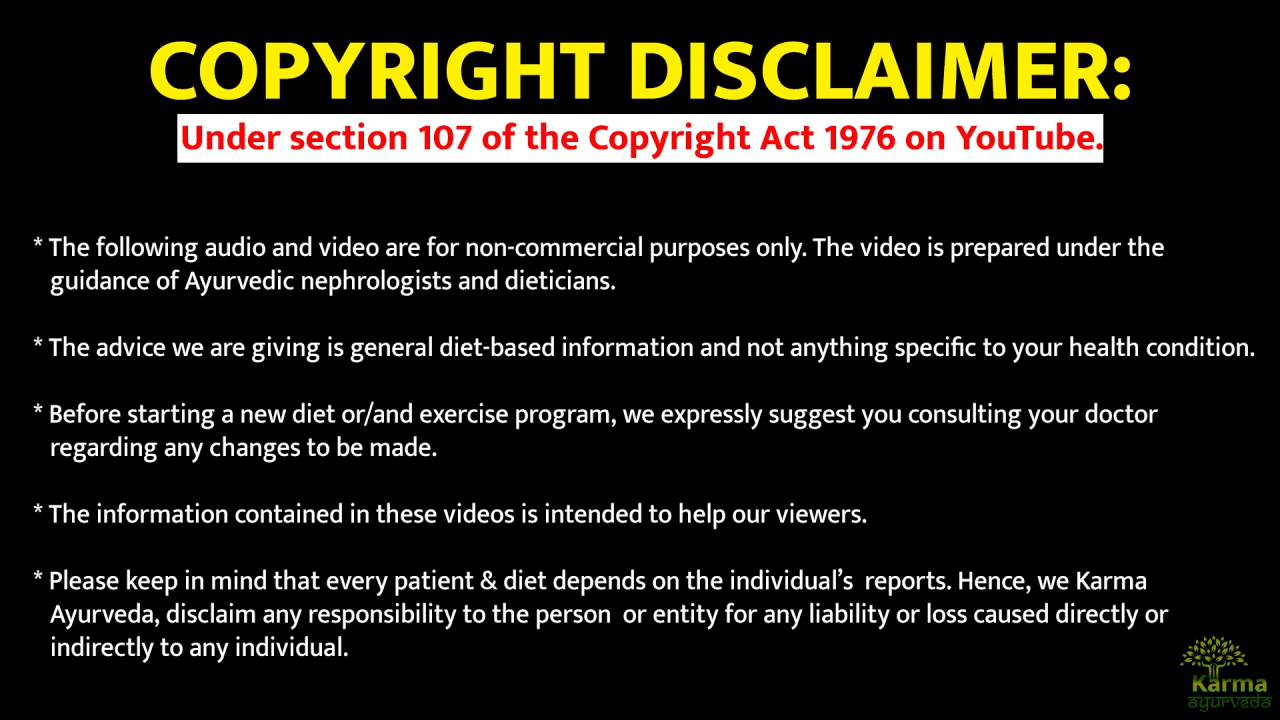 COPYRIGHT DISCLAIMER:
Under section 107 of the Copyright Act 1976 on YouTube.
* The following audio and video are for non-commercial purposes only. The video is prepared under the
guidance of Ayurvedic nephrologists and dieticians.
* The advice we are giving is general diet-based information and not anything specific to your health condition.
* Before starting a new diet or/and exercise program, we expressly suggest you consulting your doctor
regarding any changes to be made.
* The information contained in these videos is intended to help our viewers.
* Please keep in mind that every patient & diet depends on the individual’s  reports. Hence, we Karma
Ayurveda, disclaim any responsibility to the person  or entity for any liability or loss caused directly or
indirectly to any individual.
Karma
ayurveda